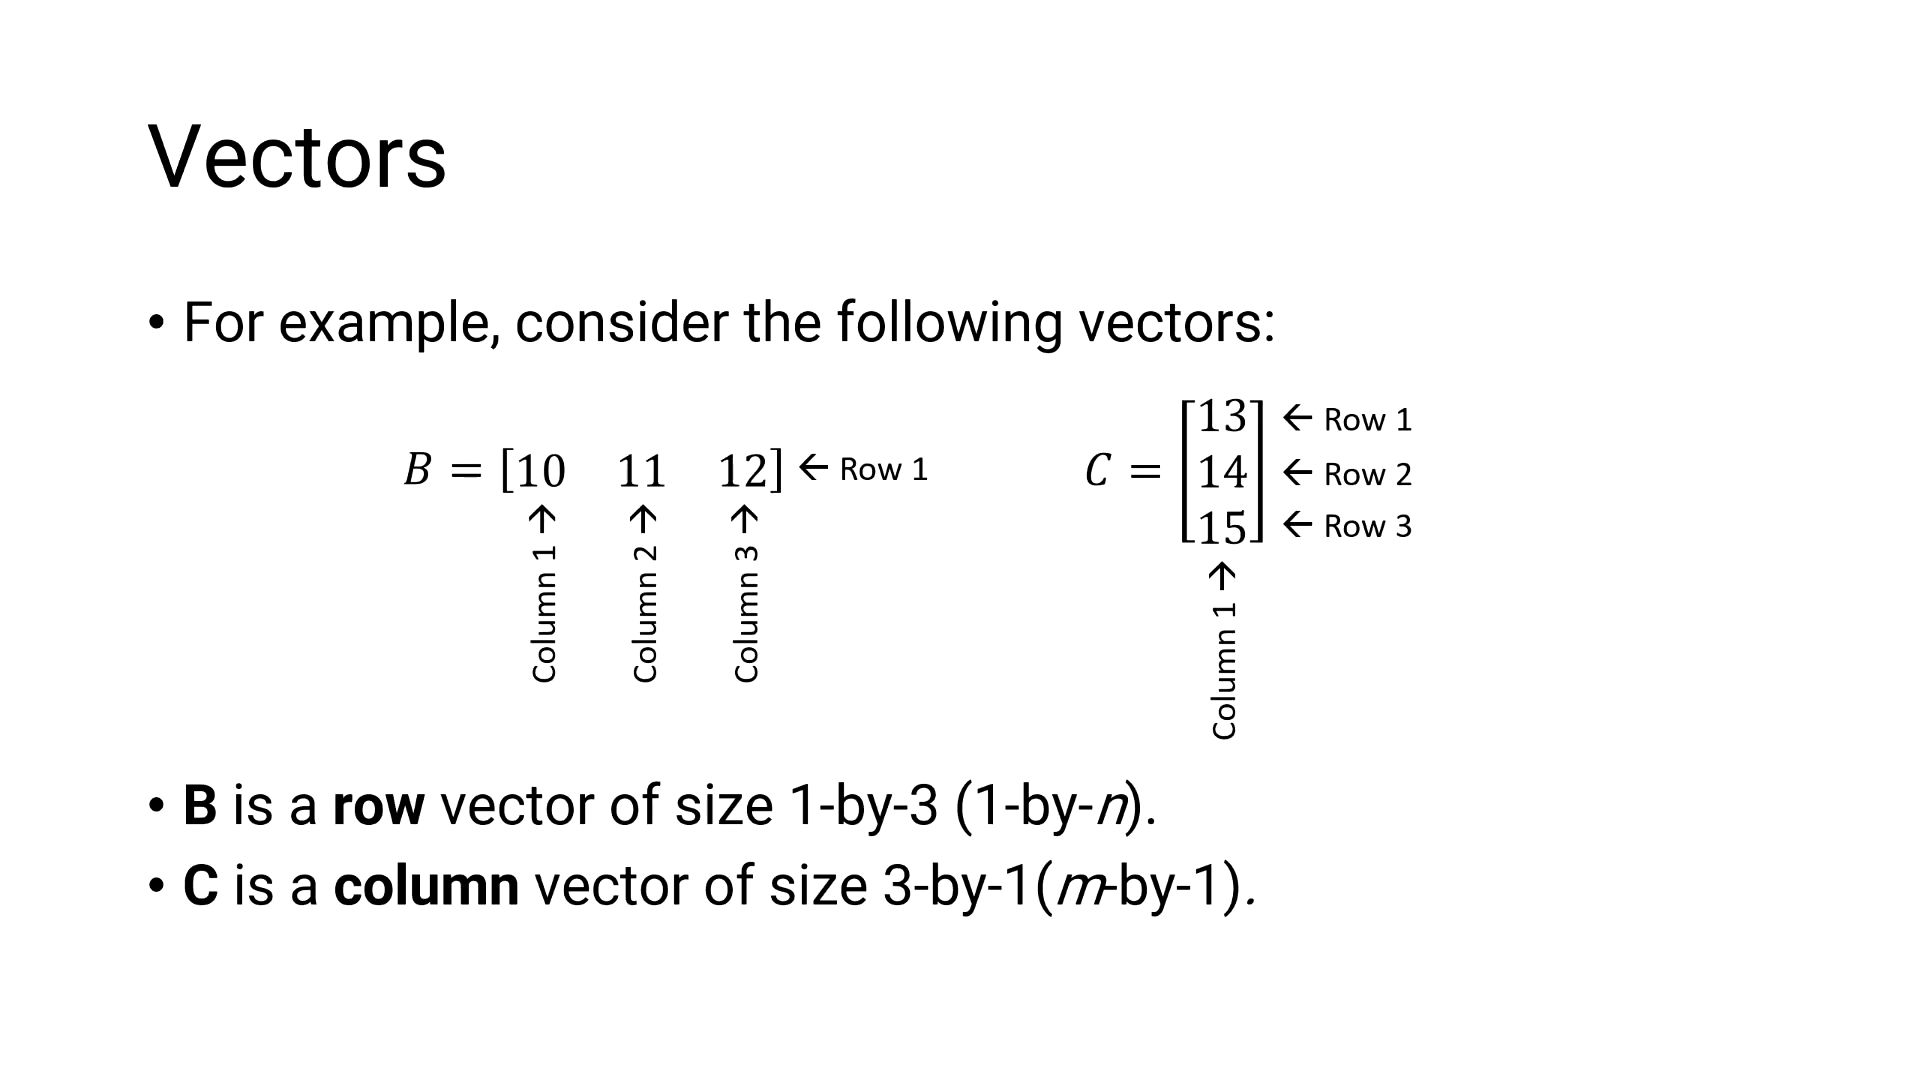 Vectors
• For example, consider the following vectors:
B = [10 11 12] ← Row 1
Column 1 →
Column 2 →
Column 3 →
C = [13 14 15]
← Row 1
← Row 2
← Row 3
Column 1 →
• B is a row vector of size 1-by-3 (1-by-n).
• C is a column vector of size 3-by-1(m-by-1).